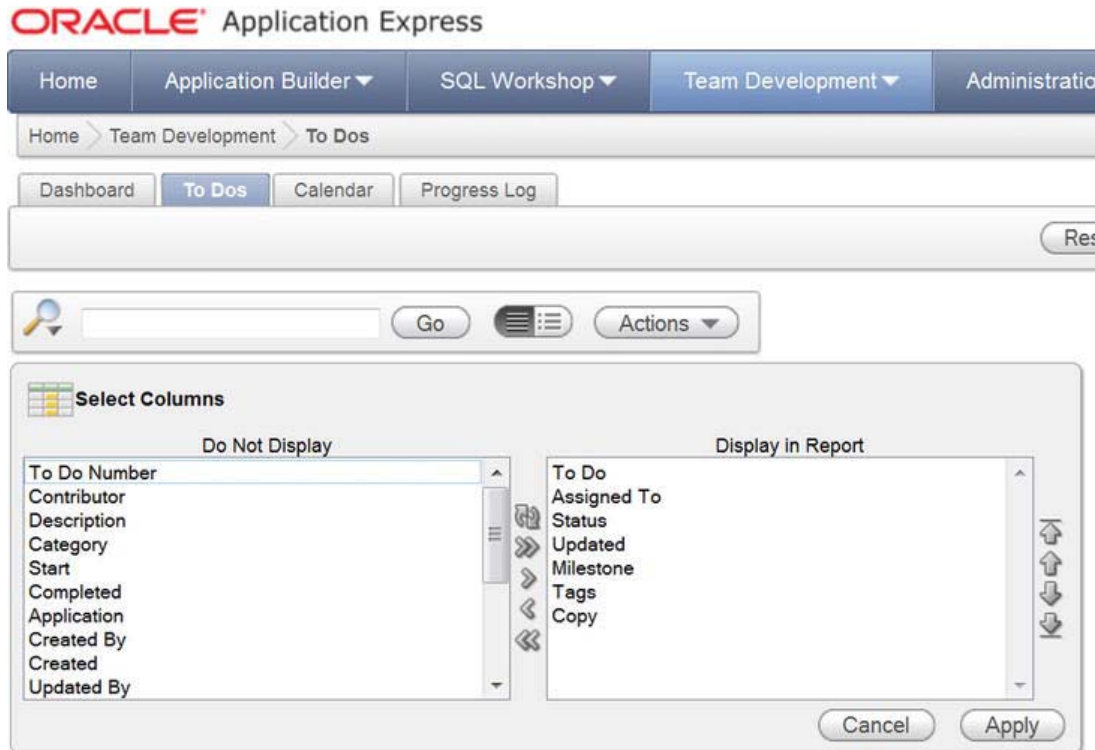 ORACLE Application Express
Home Application Builder SQL Workshop Team Development Administratio
Home Team Development To Dos
Dashboard To Dos Calendar Progress Log
Res
Go Actions
Select Columns
Do Not Display Display in Report
To Do Number
Contributor
Description
Category
Start
Completed
Application
Created By
Created
Updated By
To Do
Assigned To
Status
Updated
Milestone
Tags
Copy
Cancel Apply